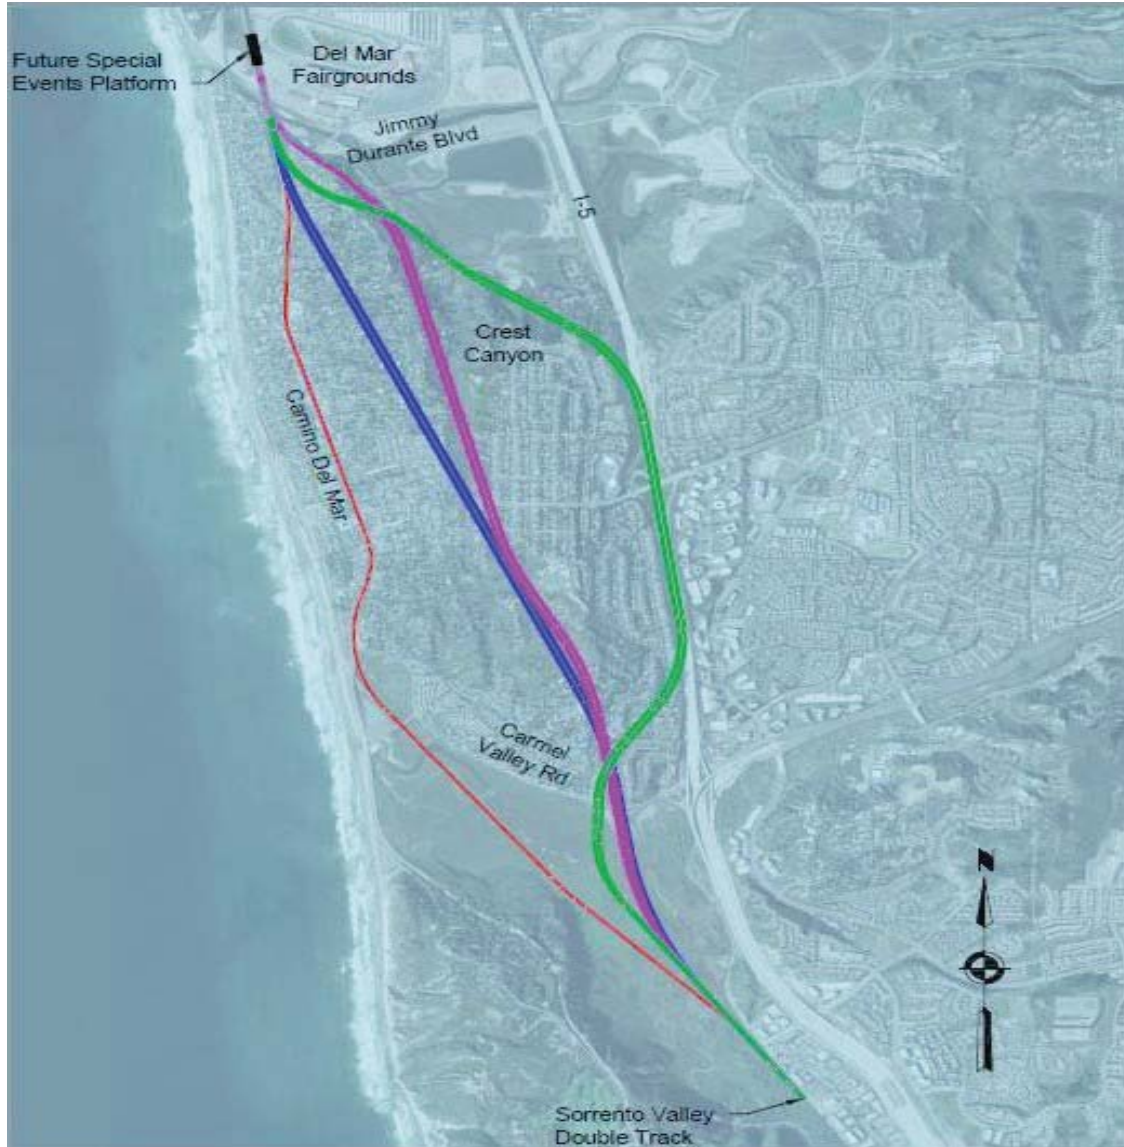 Future Special
Events Platform
Del Mar
Fairgrounds
Jimmy
Durante Blvd
I-5
Crest
Canyon
Camino Del Mar
Carmel
Valley Rd
N
Sorrento Valley
Double Track